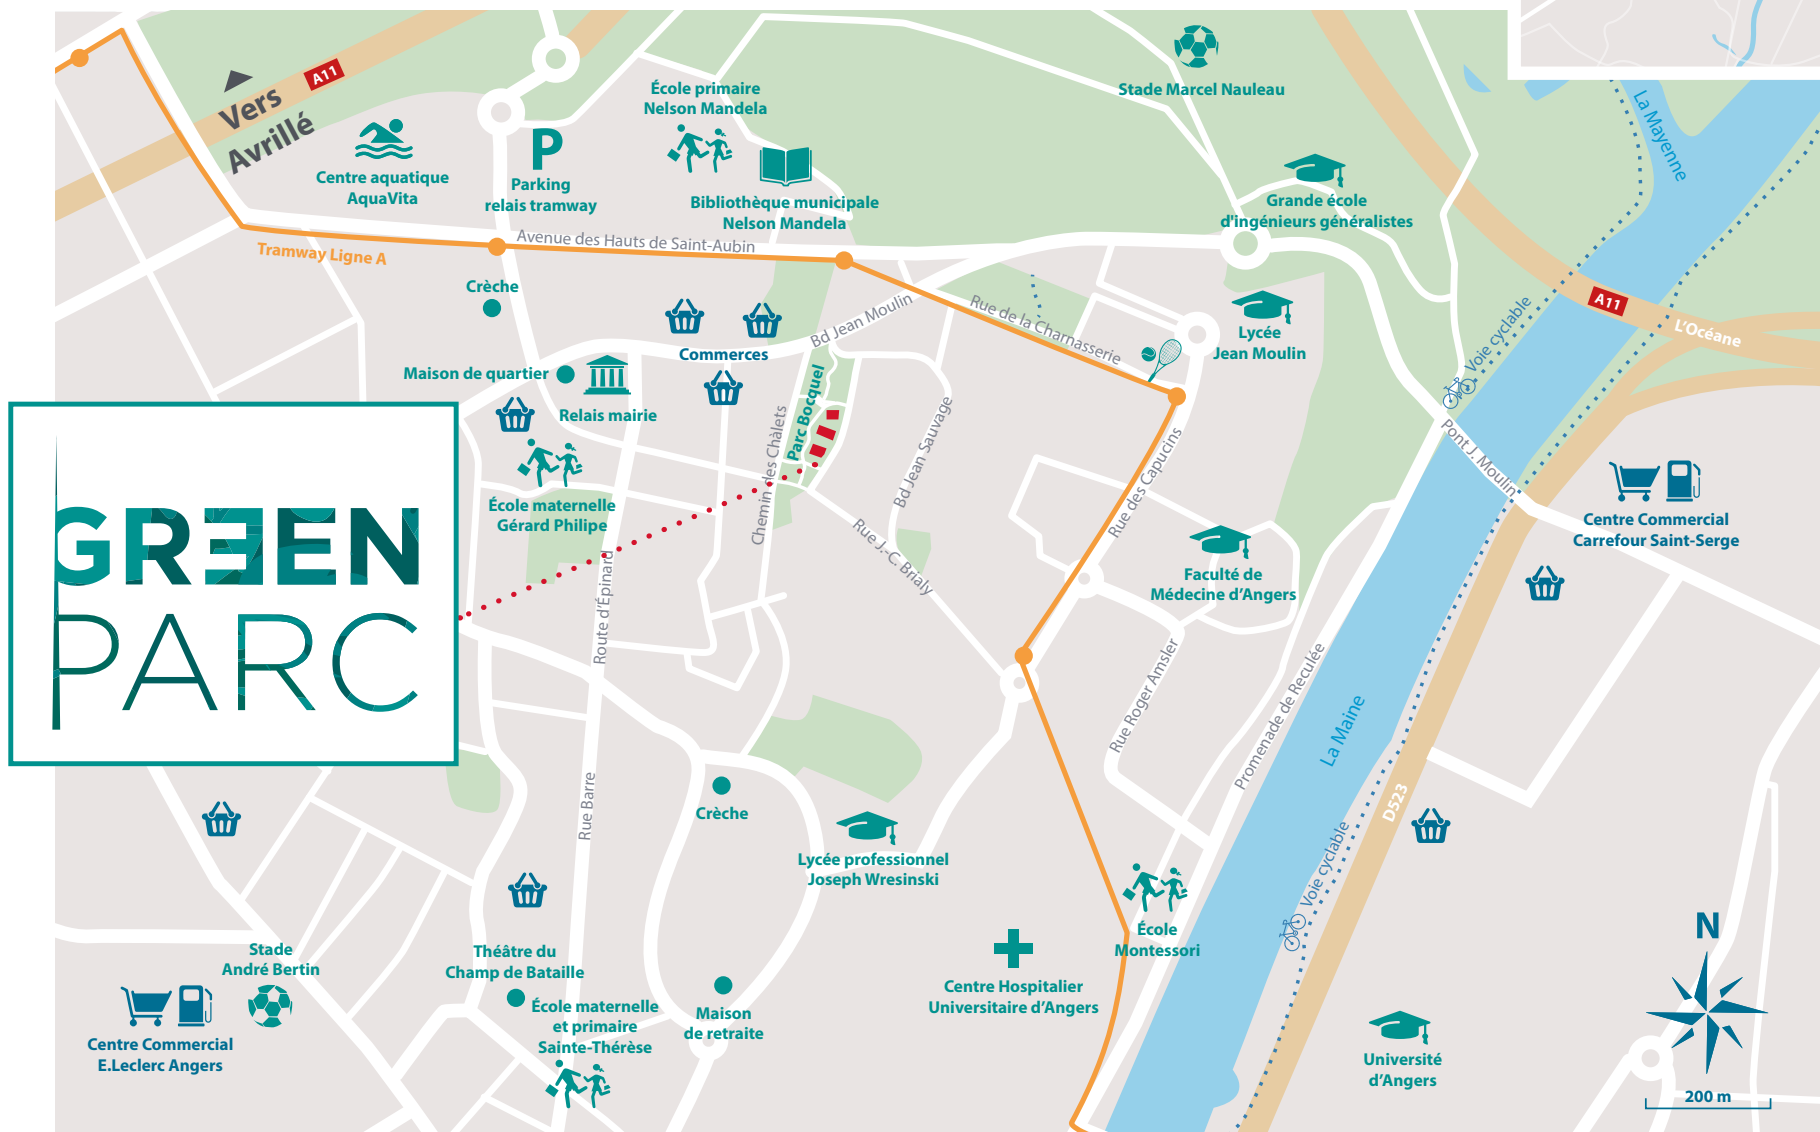 A11
Vers
Avrillé
Centre aquatique
AquaVita
P
Parking
relais tramway
École primaire
Nelson Mandela
Bibliothèque municipale
Nelson Mandela
Stade Marcel Nauleau
Grande école
d'ingénieurs généralistes
La Mayenne
Tramway Ligne A
Avenue des Hauts de Saint-Aubin
Crèche
Commerces
Bd Jean Moulin
Rue de la Charnasserie
Lycée
Jean Moulin
Voie cyclable
A11
L'Océane
Maison de quartier
Relais mairie
Parc Bocquel
Chemin des Châlets
Bd Jean Sauvage
Rue des Capucins
Pont J. Moulin
Centre Commercial
Carrefour Saint-Serge
GREEN
PARC
École maternelle
Gérard Philipe
Route d'Épinard
Rue J.-C. Brialy
Faculté de
Médecine d'Angers
Rue Roger Amsler
Promenade de Reculée
La Maine
D523
Voie cyclable
Rue Barre
Crèche
Lycée professionnel
Joseph Wresinski
École
Montessori
Centre Hospitalier
Universitaire d'Angers
Stade
André Bertin
Théâtre du
Champ de Bataille
École maternelle
et primaire
Sainte-Thérèse
Maison
de retraite
Centre Commercial
E.Leclerc Angers
Université
d'Angers
N
200 m